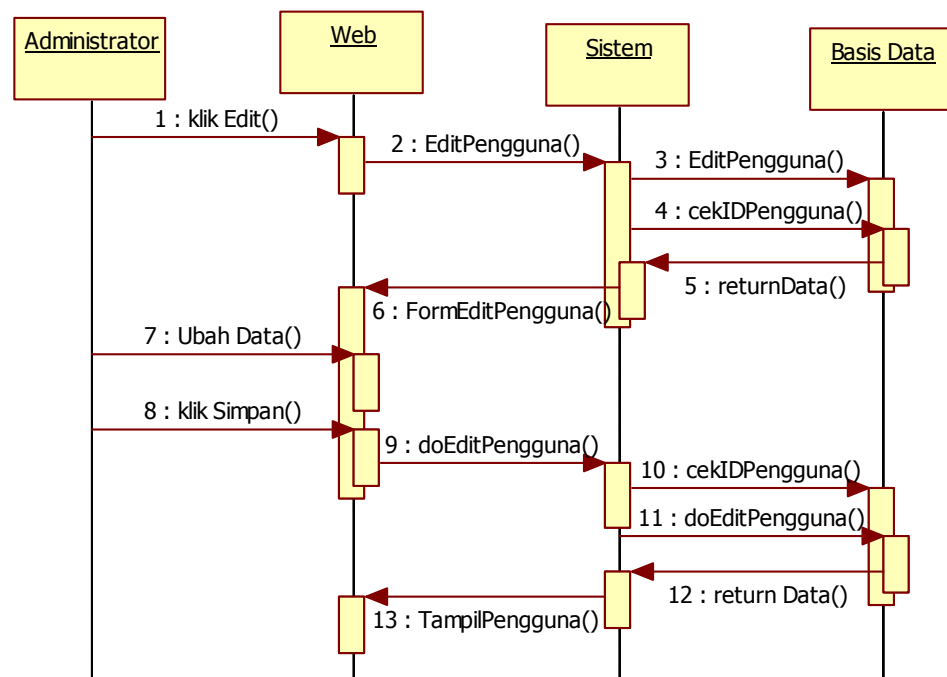 Administrator
Web
Sistem
Basis Data
1 : klik Edit()
2 : EditPengguna()
3 : EditPengguna()
4 : cekIDPengguna()
5 : returnData()
6 : FormEditPengguna()
7 : Ubah Data()
8 : klik Simpan()
9 : doEditPengguna()
10 : cekIDPengguna()
11 : doEditPengguna()
12 : return Data()
13 : TampilPengguna()